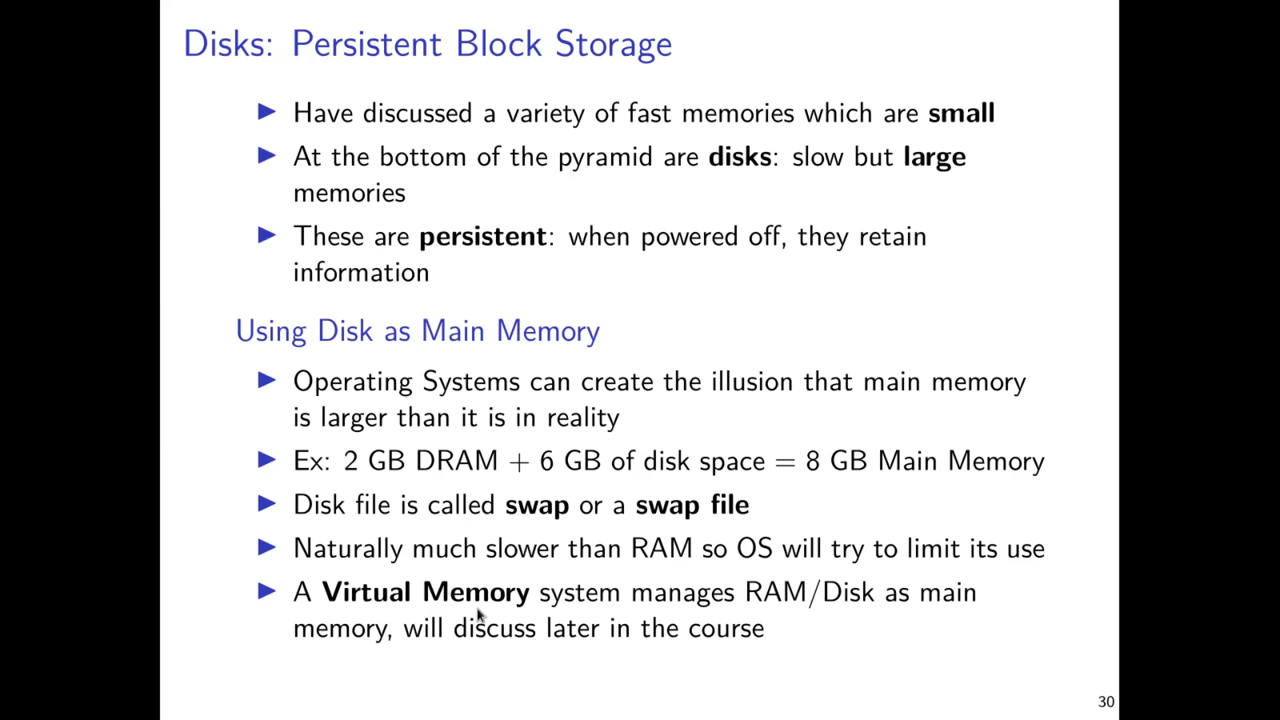 Disks: Persistent Block Storage
▶ Have discussed a variety of fast memories which are small
▶ At the bottom of the pyramid are disks: slow but large
memories
▶ These are persistent: when powered off, they retain
information
Using Disk as Main Memory
▶ Operating Systems can create the illusion that main memory
is larger than it is in reality
▶ Ex: 2 GB DRAM + 6 GB of disk space = 8 GB Main Memory
▶ Disk file is called swap or a swap file
▶ Naturally much slower than RAM so OS will try to limit its use
▶ A Virtual Memory system manages RAM/Disk as main
memory, will discuss later in the course
30